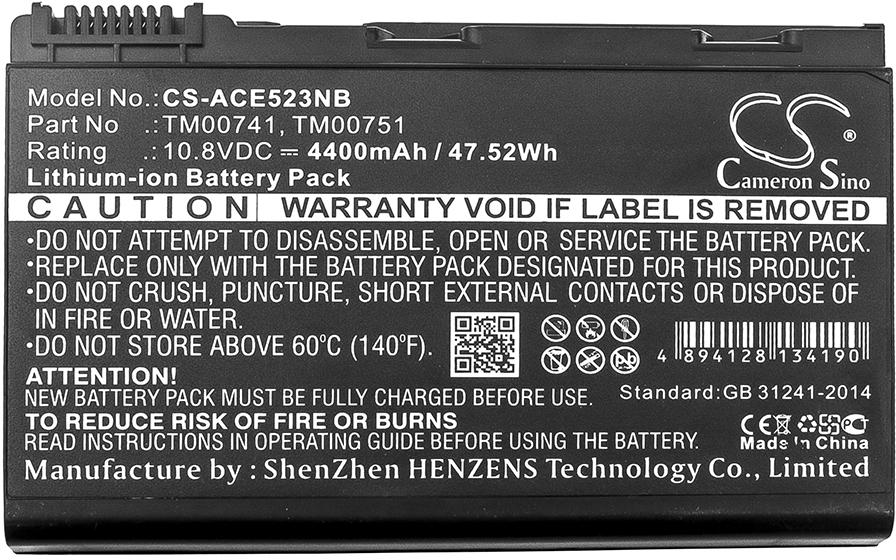 Model No.: CS-ACE523NB
Part No .: TM00741, TM00751
Rating .: 10.8VDC ⎓ 4400mAh / 47.52Wh
Lithium-ion Battery Pack
CS®
Cameron Sino
CAUTION WARRANTY VOID IF LABEL IS REMOVED
•DO NOT ATTEMPT TO DISASSEMBLE, OPEN OR SERVICE THE BATTERY PACK.
•REPLACE ONLY WITH THE BATTERY PACK DESIGNATED FOR THIS PRODUCT.
•DO NOT CRUSH, PUNCTURE, SHORT EXTERNAL CONTACTS OR DISPOSE OF
IN FIRE OR WATER.
•DO NOT STORE ABOVE 60°C (140°F).
4 894128 134190
ATTENTION!
NEW BATTERY PACK MUST BE FULLY CHARGED BEFORE USE.
Standard: GB 31241-2014
TO REDUCE RISK OF FIRE OR BURNS
READ INSTRUCTIONS IN OPERATING GUIDE BEFORE USING THE BATTERY.
CE
Made In China
Manufacture by : ShenZhen HENZENS Technology Co., Limited